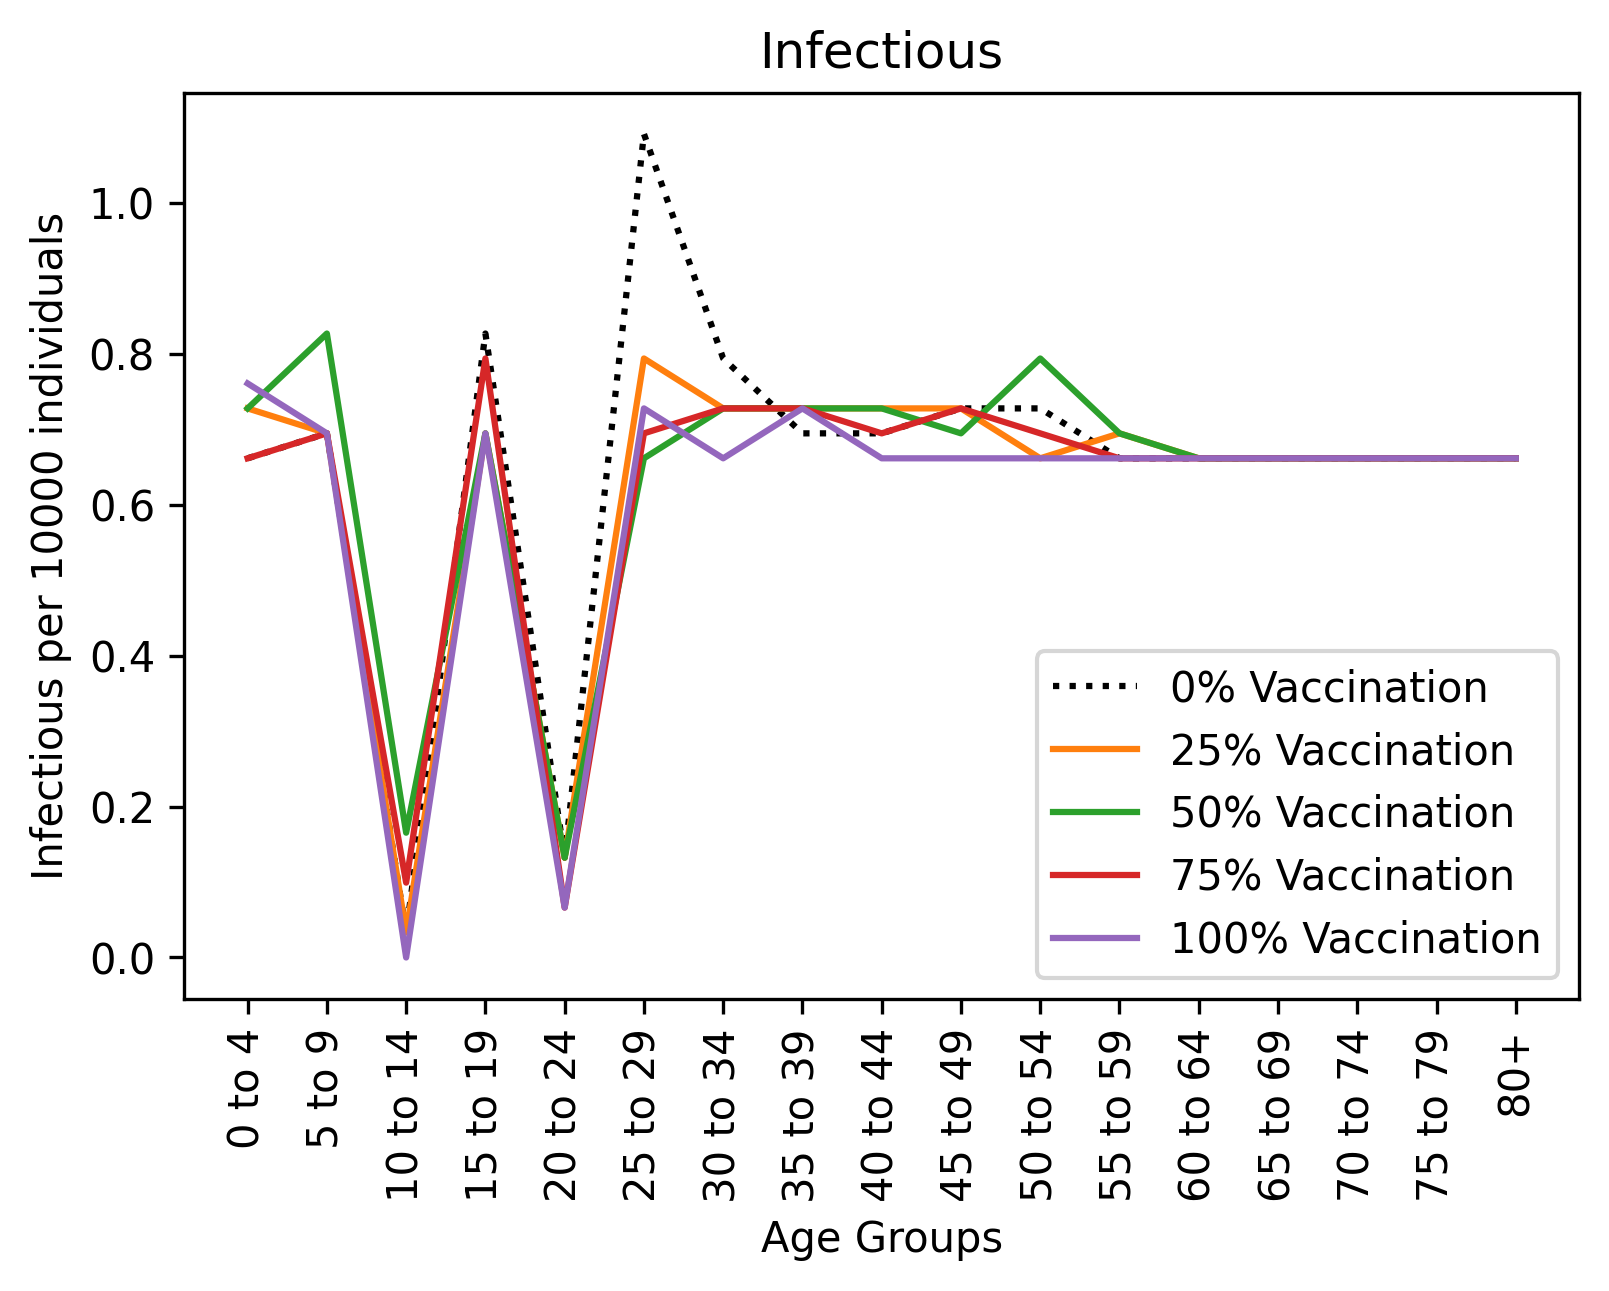 Infectious
Infectious per 10000 individuals
1.0
0.8
0.6
0.4
0.2
0.0
0% Vaccination
25% Vaccination
50% Vaccination
75% Vaccination
100% Vaccination
0 to 4
5 to 9
10 to 14
15 to 19
20 to 24
25 to 29
30 to 34
35 to 39
40 to 44
45 to 49
50 to 54
55 to 59
60 to 64
65 to 69
70 to 74
75 to 79
80+
Age Groups